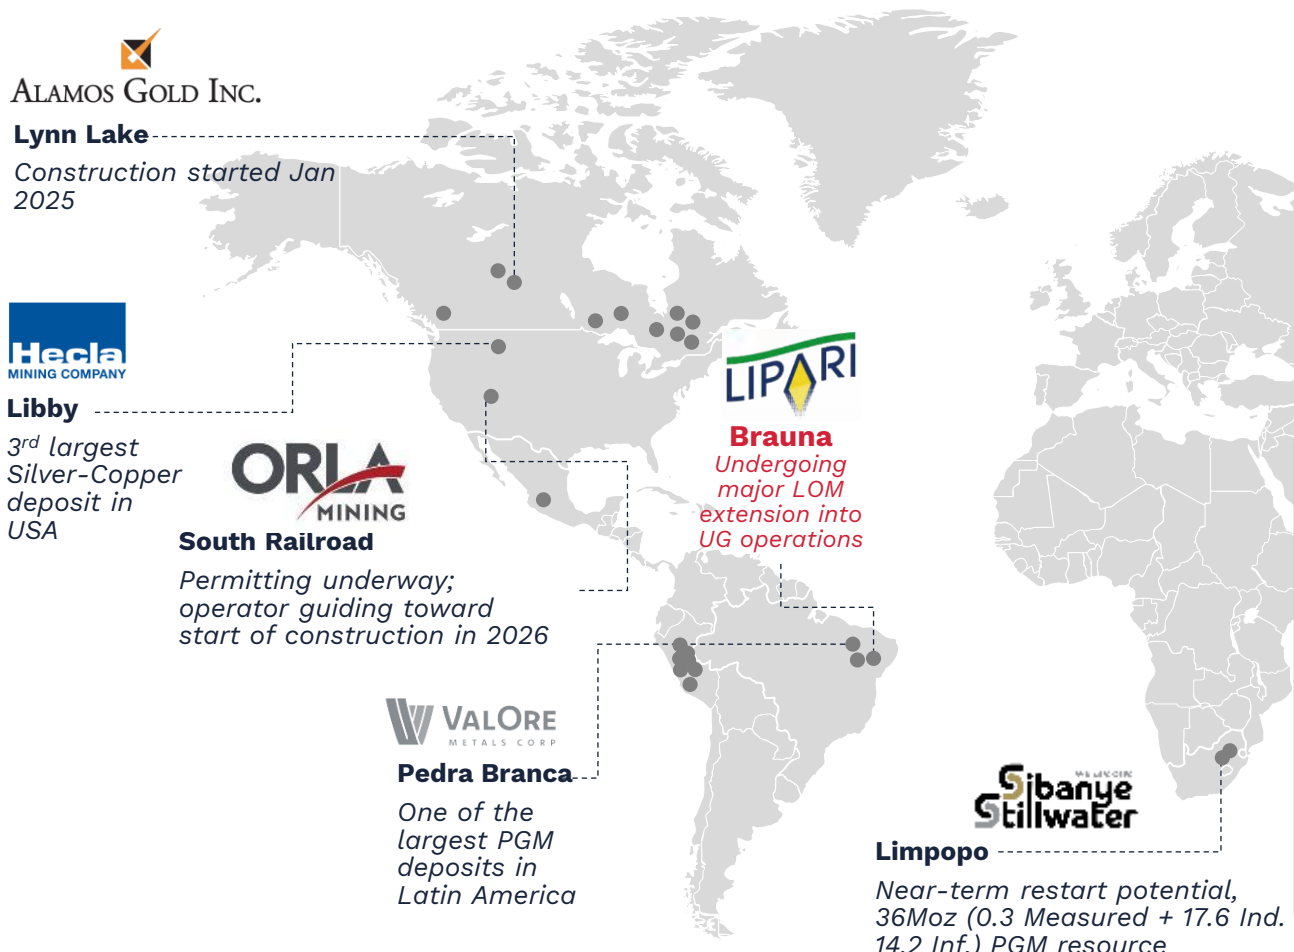 ALAMOS GOLD INC.
Lynn Lake
Construction started Jan
2025
Hecla
MINING COMPANY
Libby
3rd largest
Silver-Copper
deposit in
USA
ORLA
MINING
South Railroad
Permitting underway;
operator guiding toward
start of construction in 2026
LIPARI
Brauna
Undergoing
major LOM
extension into
UG operations
VALORE
METALS CORP
Pedra Branca
One of the
largest PGM
deposits in
Latin America
Sibanye
Stillwater
Limpopo
Near-term restart potential,
36Moz (0.3 Measured + 17.6 Ind.
14.2 Inf.) PGM resource